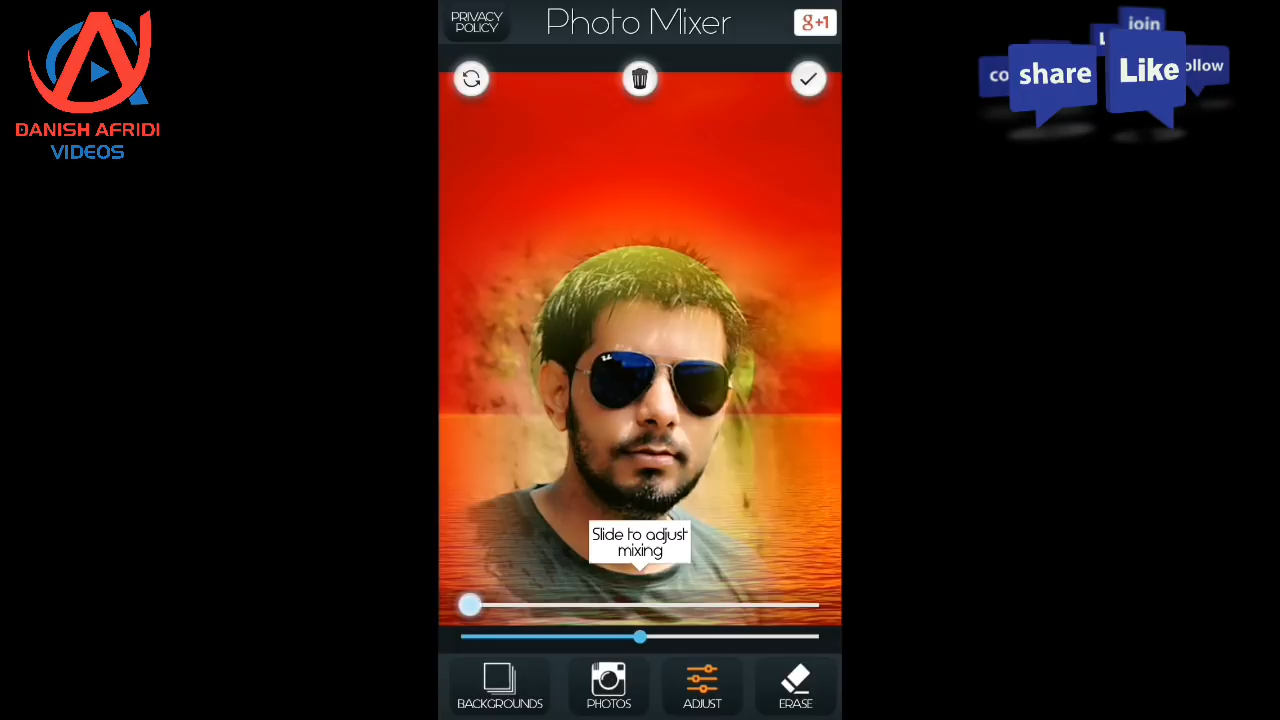 DANISH AFRIDI
VIDEOS
PRIVACY
POLICY
Photo Mixer
g+1
join
share
Like
Slide to adjust
mixing
BACKGROUNDS
PHOTOS
ADJUST
ERASE